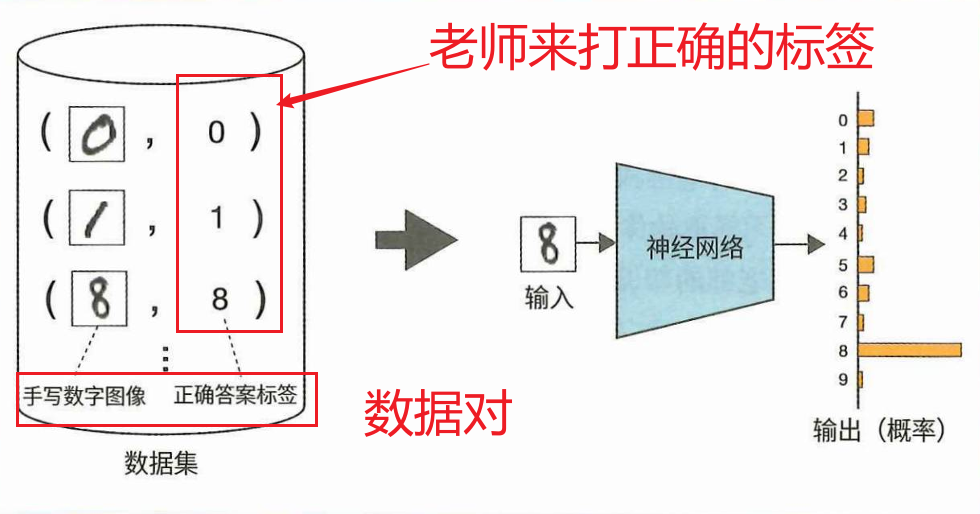 老师来打正确的标签
( 0 , 0 )
( 1 , 1 )
( 8 , 8 )
⋮
手写数字图像 正确答案标签
数据对
数据集
8
输入
神经网络
0
1
2
3
4
5
6
7
8
9
输出（概率）